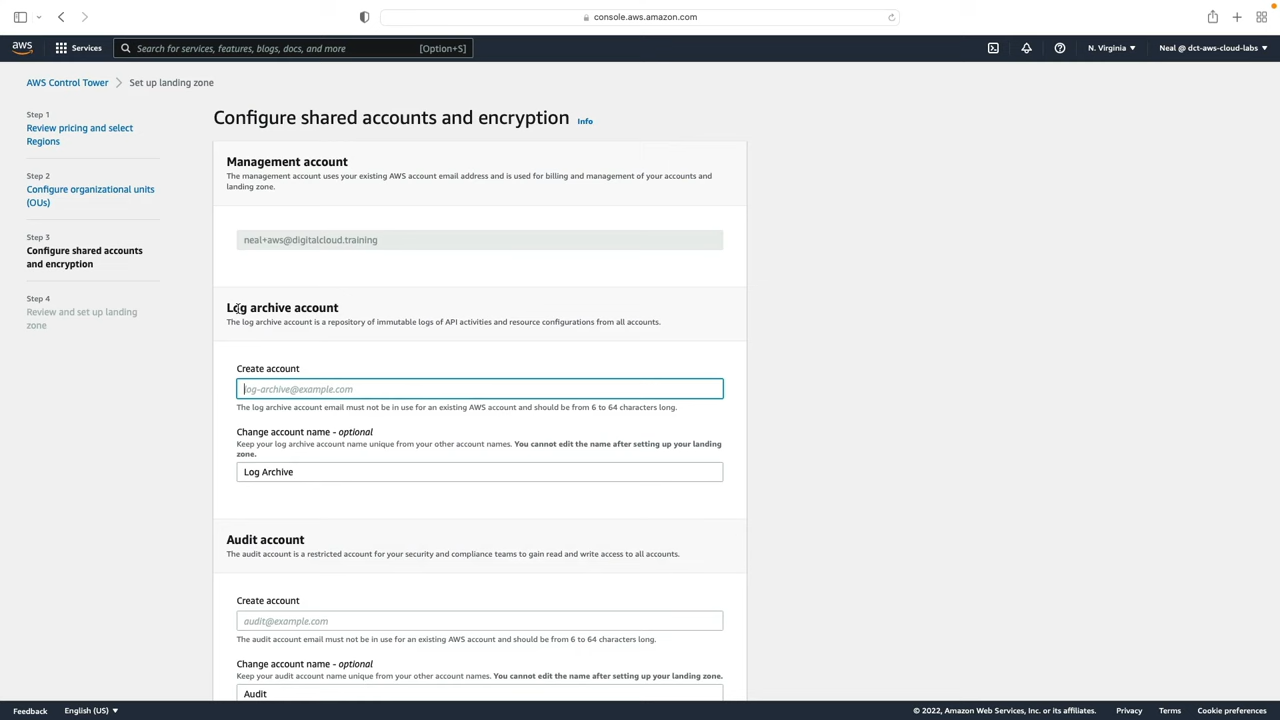 console.aws.amazon.com
aws
Services
Search for services, features, blogs, docs, and more
[Option+S]
N. Virginia
Neal @ dct-aws-cloud-labs
AWS Control Tower
Set up landing zone
Step 1
Review pricing and select
Regions
Step 2
Configure organizational units
(OUs)
Step 3
Configure shared accounts
and encryption
Step 4
Review and set up landing
zone
Configure shared accounts and encryption Info
Management account
The management account uses your existing AWS account email address and is used for billing and management of your accounts and
landing zone.
neal+aws@digitalcloud.training
Log archive account
The log archive account is a repository of immutable logs of API activities and resource configurations from all accounts.
Create account
log-archive@example.com
The log archive account email must not be in use for an existing AWS account and should be from 6 to 64 characters long.
Change account name - optional
Keep your log archive account name unique from your other account names. You cannot edit the name after setting up your landing
zone.
Log Archive
Audit account
The audit account is a restricted account for your security and compliance teams to gain read and write access to all accounts.
Create account
audit@example.com
The audit account email must not be in use for an existing AWS account and should be from 6 to 64 characters long.
Change account name - optional
Keep your audit account name unique from your other account names. You cannot edit the name after setting up your landing zone.
Audit
Feedback
English (US)
© 2022, Amazon Web Services, Inc. or its affiliates.
Privacy
Terms
Cookie preferences